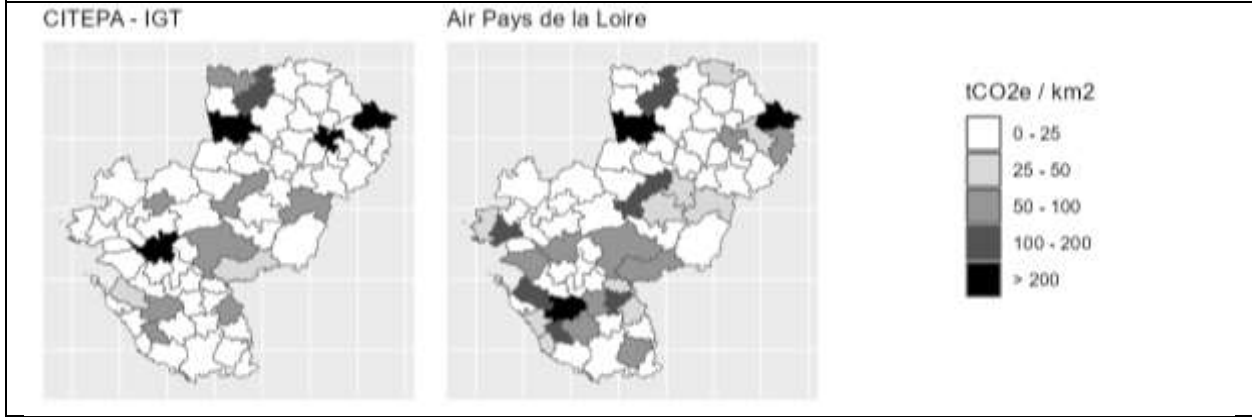 CITEPA - IGT
Air Pays de la Loire
tCO2e / km2
0 - 25
25 - 50
50 - 100
100 - 200
> 200